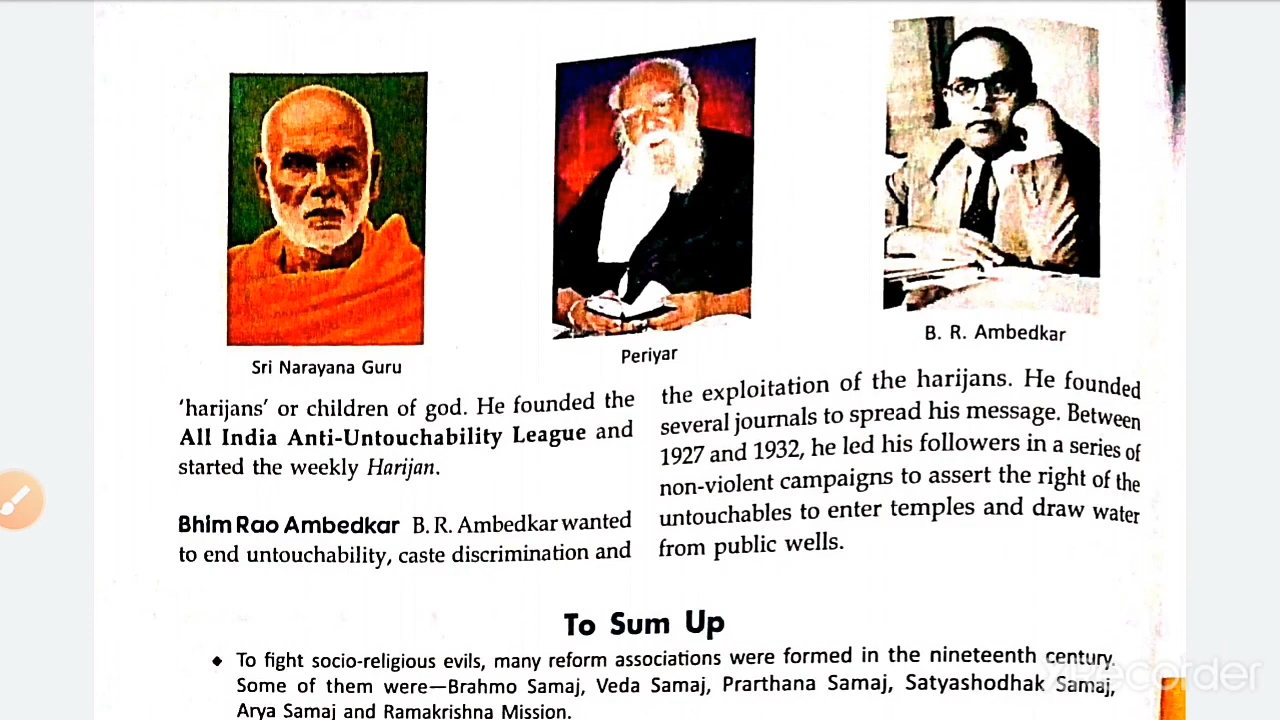 Sri Narayana Guru
Periyar
B. R. Ambedkar
'harijans' or children of god. He founded the
All India Anti-Untouchability League and
started the weekly Harijan.
Bhim Rao Ambedkar B. R. Ambedkar wanted
to end untouchability, caste discrimination and
the exploitation of the harijans. He founded
several journals to spread his message. Between
1927 and 1932, he led his followers in a series of
non-violent campaigns to assert the right of the
untouchables to enter temples and draw water
from public wells.
To Sum Up
◆ To fight socio-religious evils, many reform associations were formed in the nineteenth century.
Some of them were—Brahmo Samaj, Veda Samaj, Prarthana Samaj, Satyashodhak Samaj,
Arya Samaj and Ramakrishna Mission.
XRecorder